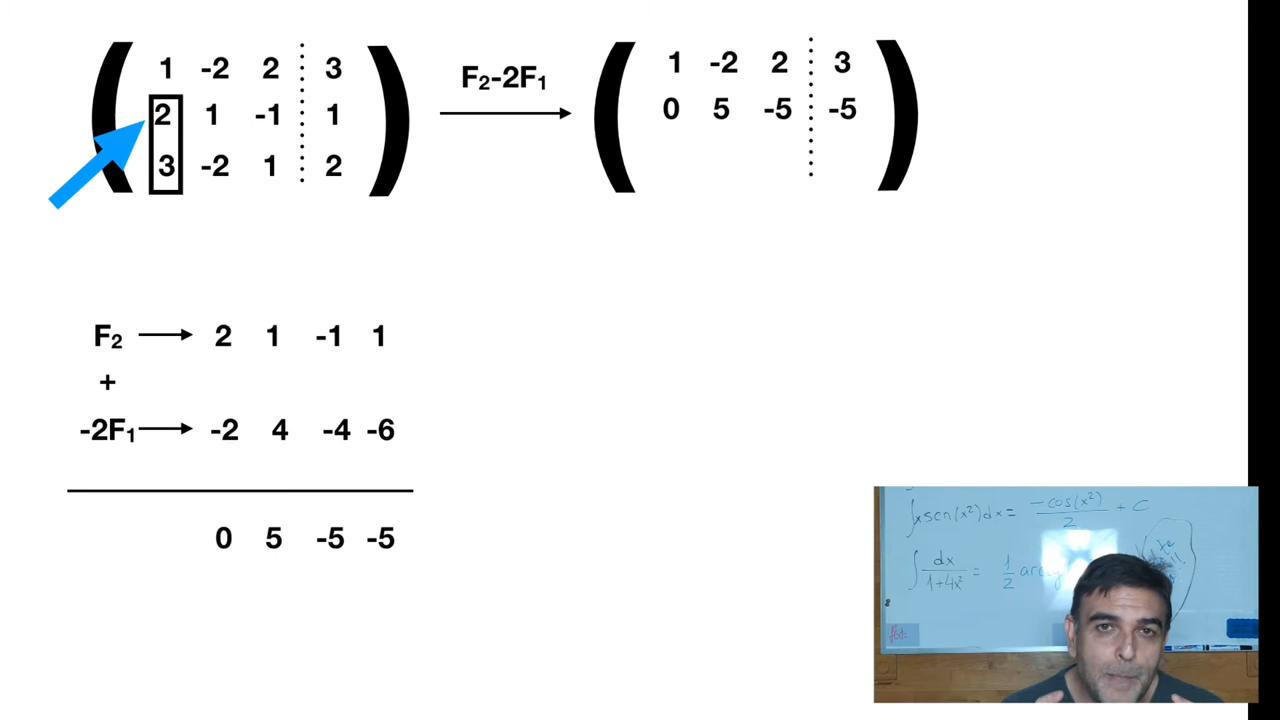 1 -2 2 3
2 1 -1 1
3 -2 1 2
F₂-2F₁
1 -2 2 3
0 5 -5 -5
F₂ → 2 1 -1 1
+
-2F₁ → -2 4 -4 -6
0 5 -5 -5
∫x sen(x²)dx = -cos(x²)/2 + C
∫ dx/1+4x² = 1/2